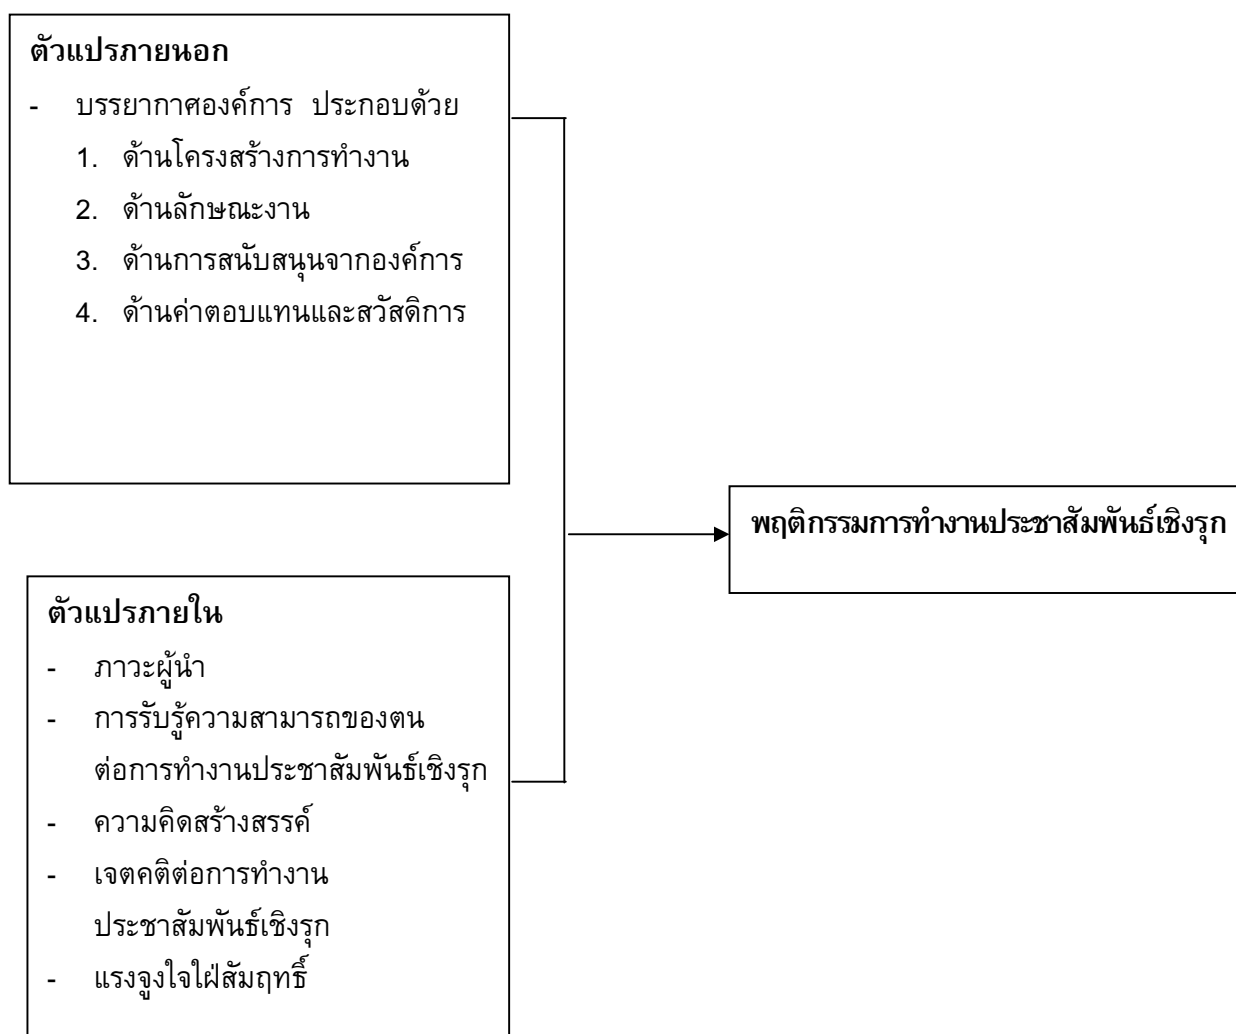 ตัวแปรภายนอก
- บรรยากาศองค์การ ประกอบด้วย
1. ด้านโครงสร้างการทำงาน
2. ด้านลักษณะงาน
3. ด้านการสนับสนุนจากองค์การ
4. ด้านค่าตอบแทนและสวัสดิการ
พฤติกรรมการทำงานประชาสัมพันธ์เชิงรุก
ตัวแปรภายใน
- ภาวะผู้นำ
- การรับรู้ความสามารถของตน
ต่อการทำงานประชาสัมพันธ์เชิงรุก
- ความคิดสร้างสรรค์
- เจตคติต่อการทำงาน
ประชาสัมพันธ์เชิงรุก
- แรงจูงใจใฝ่สัมฤทธิ์